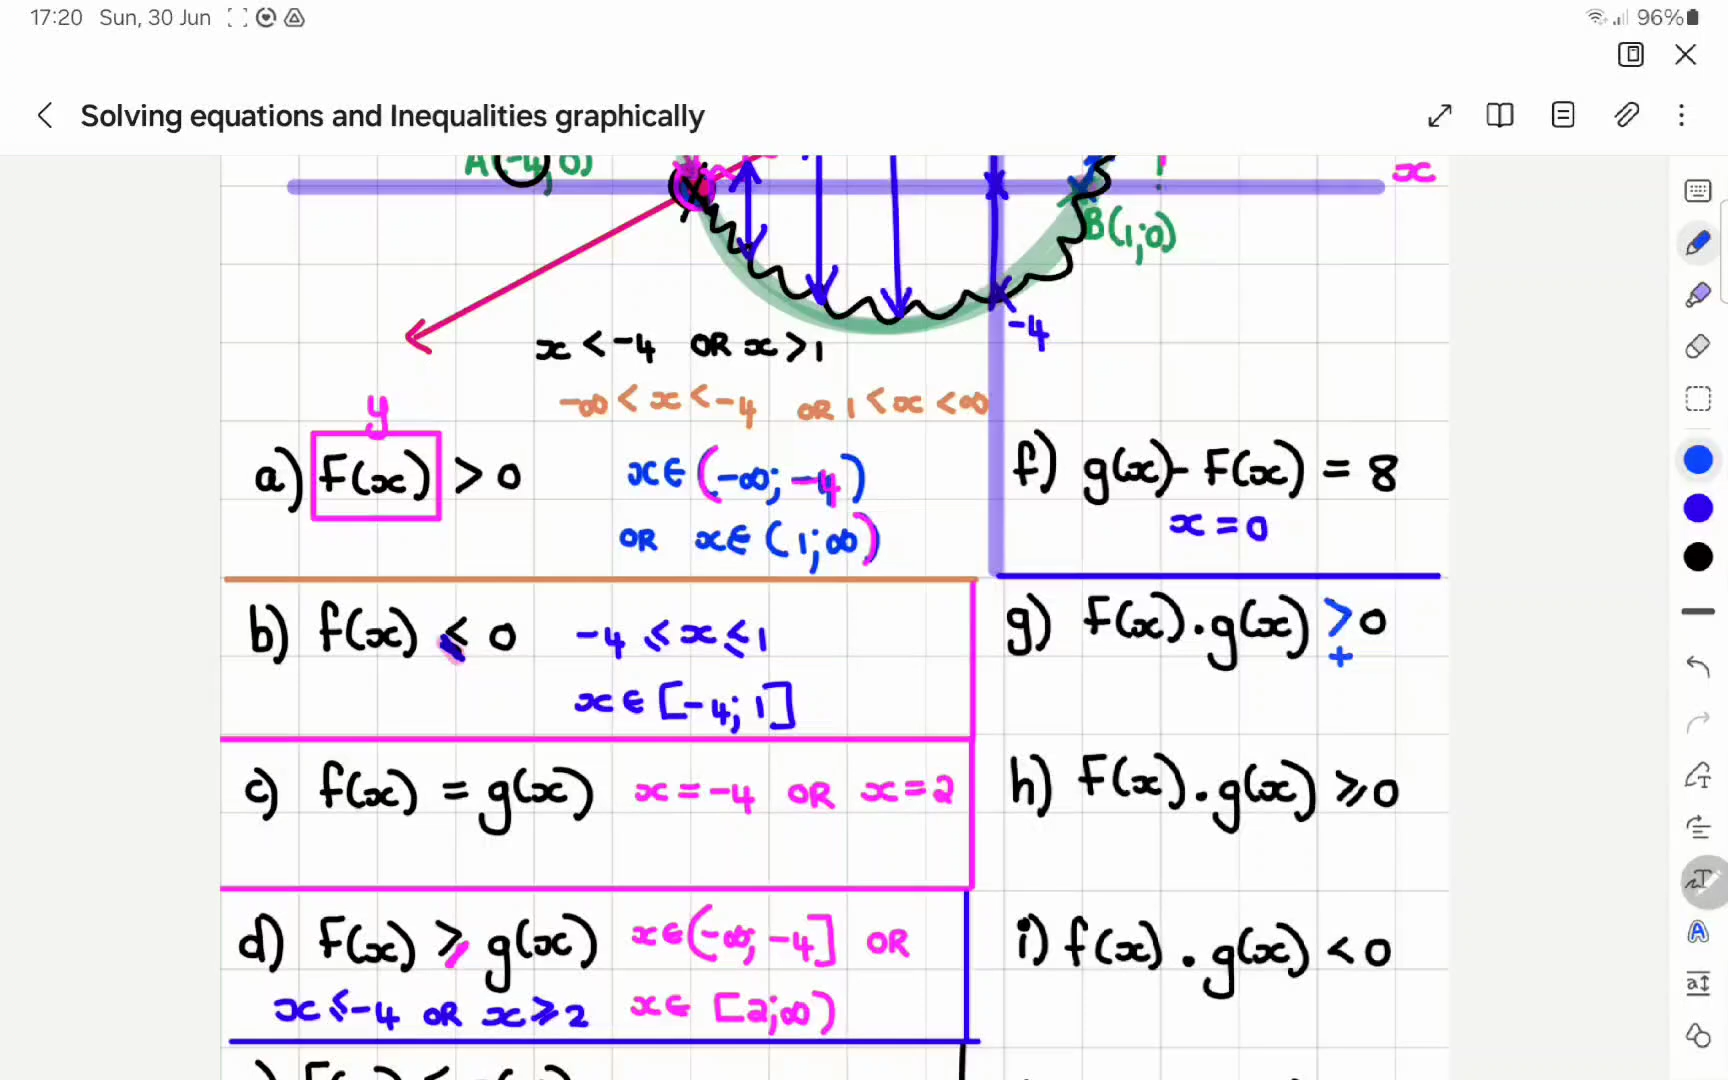 17:20 Sun, 30 Jun
96%
Solving equations and Inequalities graphically
A(-4; 0)
x
B(1;0)
-4
x < -4 OR x > 1
-∞ < x < -4 OR 1 < x < ∞
y
a) F(x) > 0
x ∈ (-∞; -4)
OR x ∈ (1; ∞)
f) g(x) - F(x) = 8
x = 0
b) f(x) ≤ 0
-4 ≤ x ≤ 1
x ∈ [-4; 1]
g) F(x) . g(x) > 0
+
c) f(x) = g(x) x = -4 OR x = 2
h) F(x) . g(x) ≥ 0
d) F(x) ≥ g(x) x ∈ (-∞; -4] OR
x ≤ -4 OR x ≥ 2 x ∈ [2; ∞)
i) f(x) . g(x) < 0